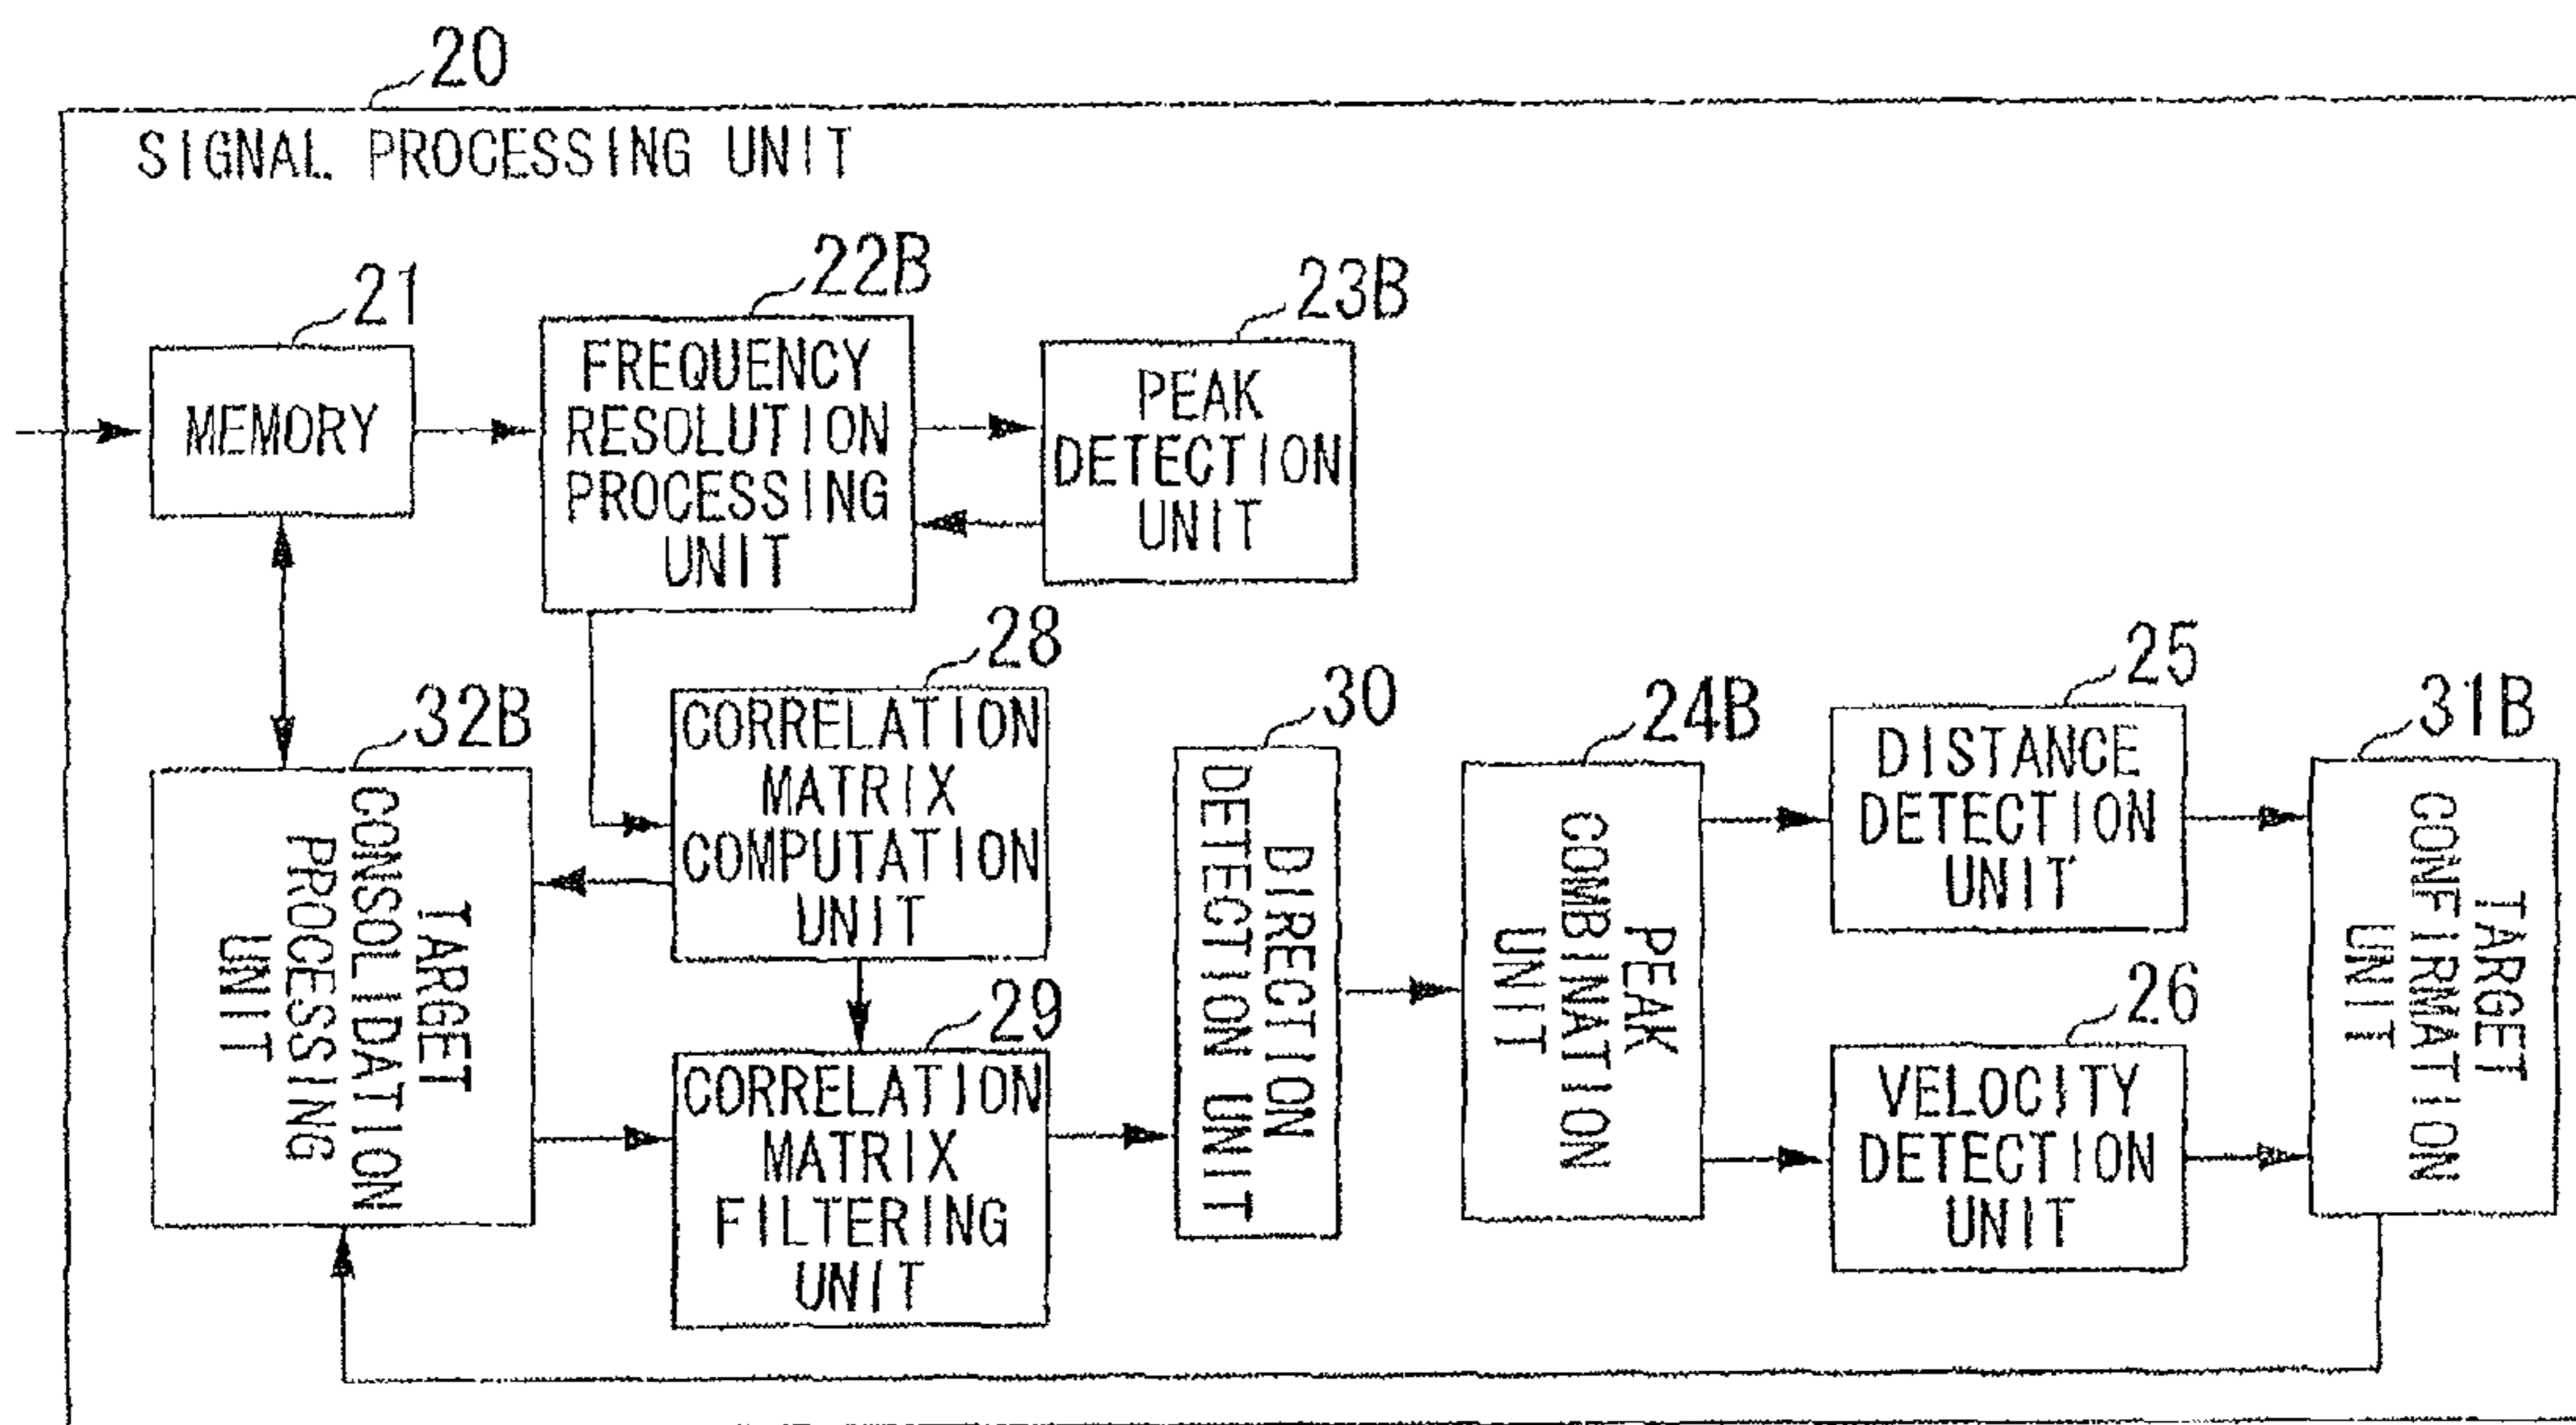 20
SIGNAL PROCESSING UNIT
21
MEMORY
22B
FREQUENCY
RESOLUTION
PROCESSING
UNIT
23B
PEAK
DETECTION
UNIT
28
CORRELATION
MATRIX
COMPUTATION
UNIT
32B
TARGET
CONSOLIDATION
PROCESSING
UNIT
29
CORRELATION
MATRIX
FILTERING
UNIT
30
DIRECTION
DETECTION UNIT
24B
PEAK
COMBINATION
UNIT
25
DISTANCE
DETECTION
UNIT
26
VELOCITY
DETECTION
UNIT
31B
TARGET
CONFIRMATION
UNIT